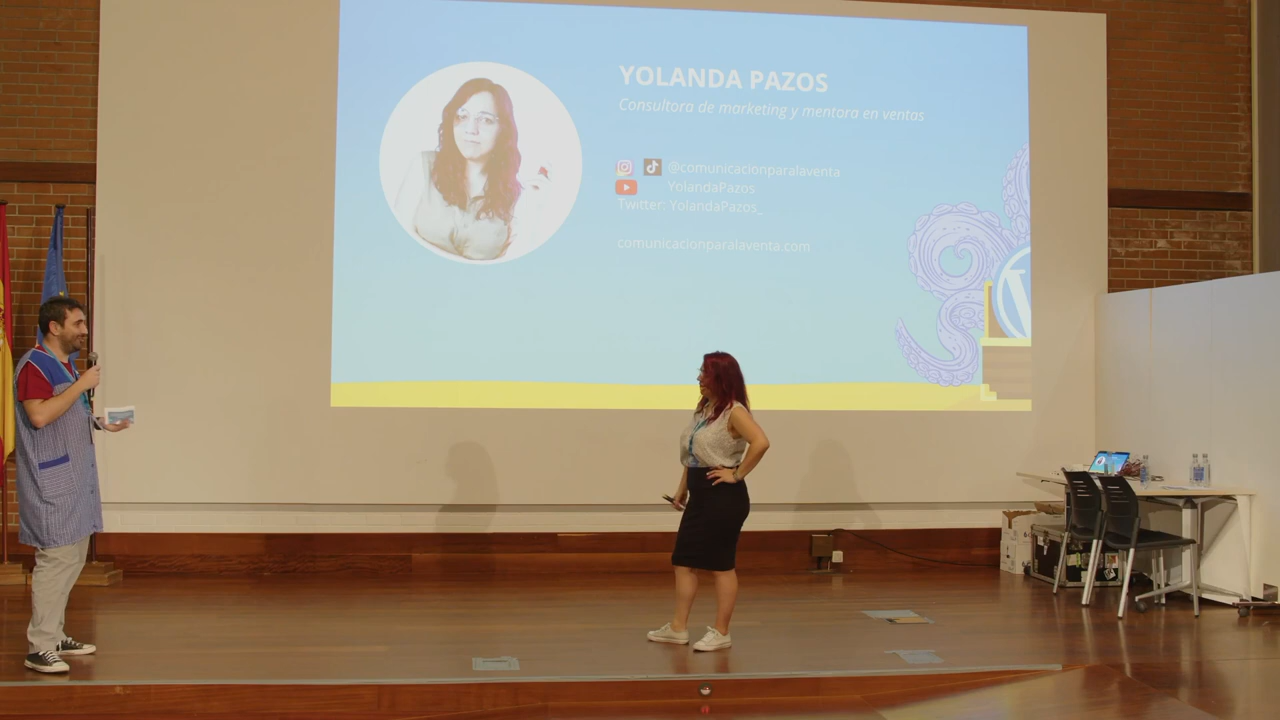 YOLANDA PAZOS
Consultora de marketing y mentora en ventas
@comunicacionparalaventa
YolandaPazos
Twitter: YolandaPazos_
comunicacionparalaventa.com